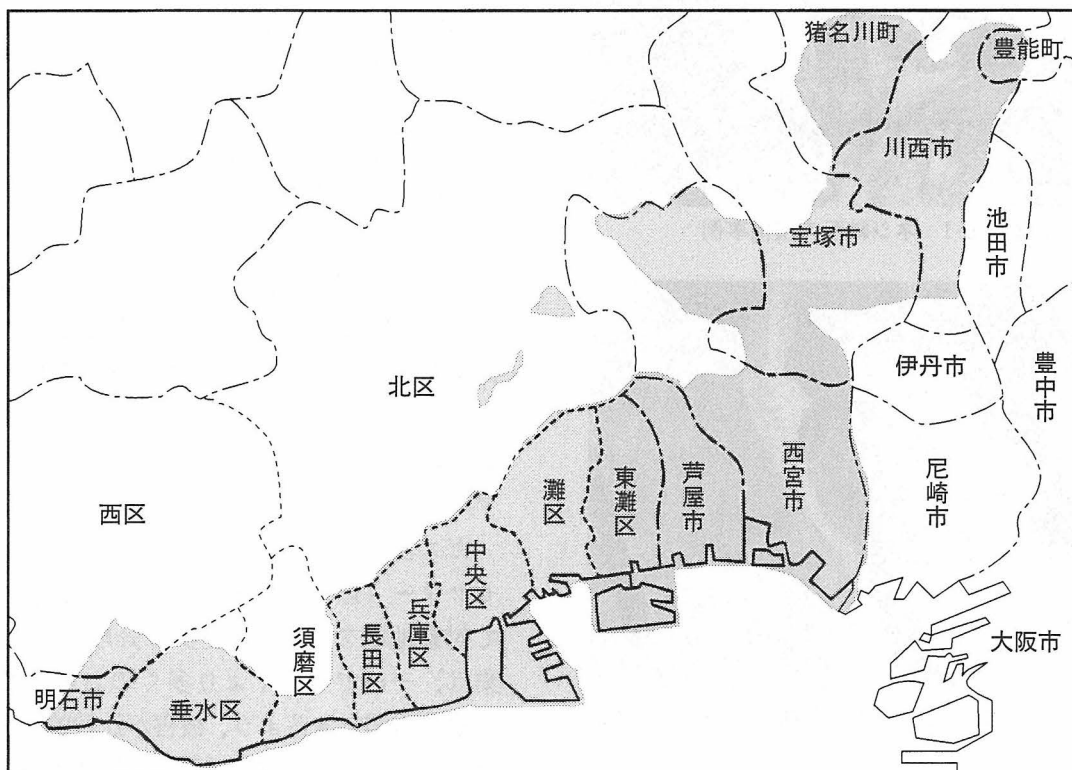 猪名川町
豊能町
川西市
池田市
宝塚市
伊丹市
豊中市
北区
西宮市
尼崎市
芦屋市
東灘区
灘区
西区
中央区
兵庫区
長田区
須磨区
大阪市
明石市
垂水区